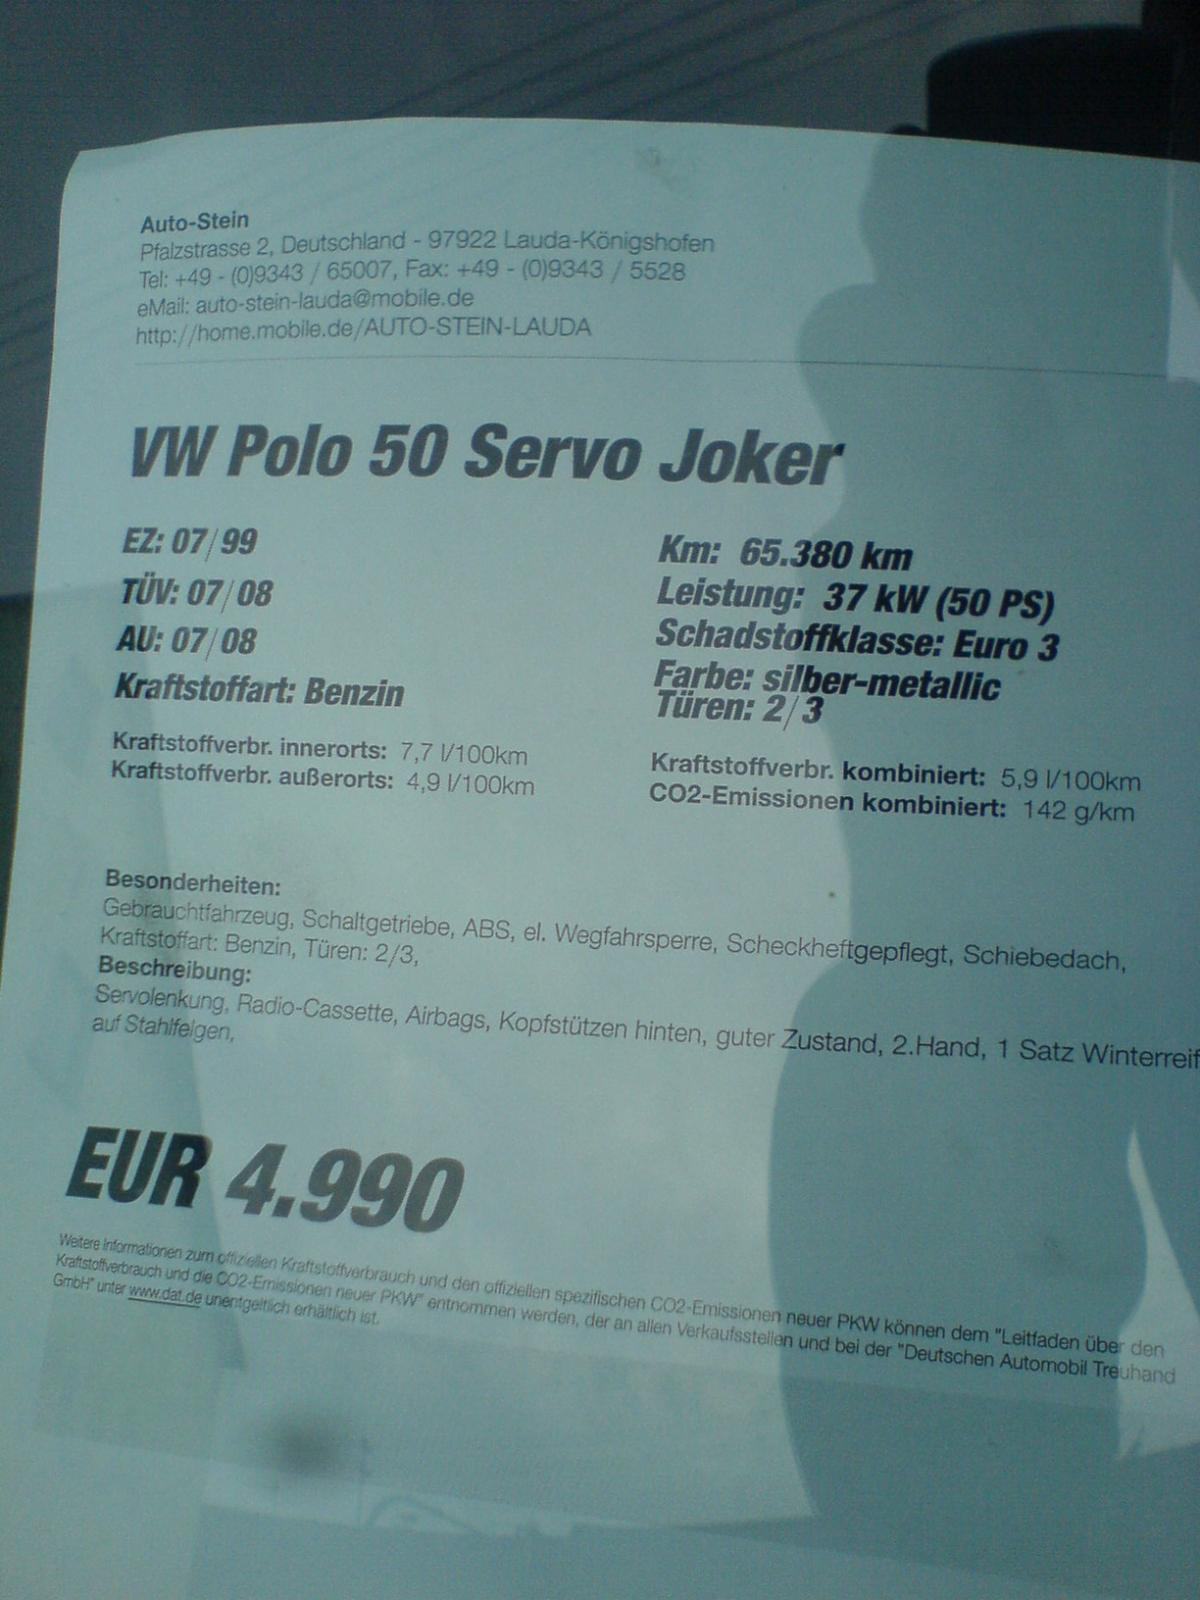 Auto-Stein
Pfalzstrasse 2, Deutschland - 97922 Lauda-Königshofen
Tel: +49 - (0)9343 / 65007, Fax: +49 - (0)9343 / 5528
eMail: auto-stein-lauda@mobile.de
http://home.mobile.de/AUTO-STEIN-LAUDA
VW Polo 50 Servo Joker
EZ: 07/99
TÜV: 07/08
AU: 07/08
Kraftstoffart: Benzin
Kraftstoffverbr. innerorts: 7,7 l/100km
Kraftstoffverbr. außerorts: 4,9 l/100km
Km: 65.380 km
Leistung: 37 kW (50 PS)
Schadstoffklasse: Euro 3
Farbe: silber-metallic
Türen: 2/3
Kraftstoffverbr. kombiniert: 5,9 l/100km
CO2-Emissionen kombiniert: 142 g/km
Besonderheiten:
Gebrauchtfahrzeug, Schaltgetriebe, ABS, el. Wegfahrsperre, Scheckheftgepflegt, Schiebedach,
Kraftstoffart: Benzin, Türen: 2/3,
Beschreibung:
Servolenkung, Radio-Cassette, Airbags, Kopfstützen hinten, guter Zustand, 2.Hand, 1 Satz Winterreif
auf Stahlfelgen,
EUR 4.990
Weitere Informationen zum offiziellen Kraftstoffverbrauch und den offiziellen spezifischen CO2-Emissionen neuer PKW können dem "Leitfaden über den
Kraftstoffverbrauch und die CO2-Emissionen neuer PKW" entnommen werden, der an allen Verkaufsstellen und bei der "Deutschen Automobil Treuhand
GmbH" unter www.dat.de unentgeltlich erhältlich ist.